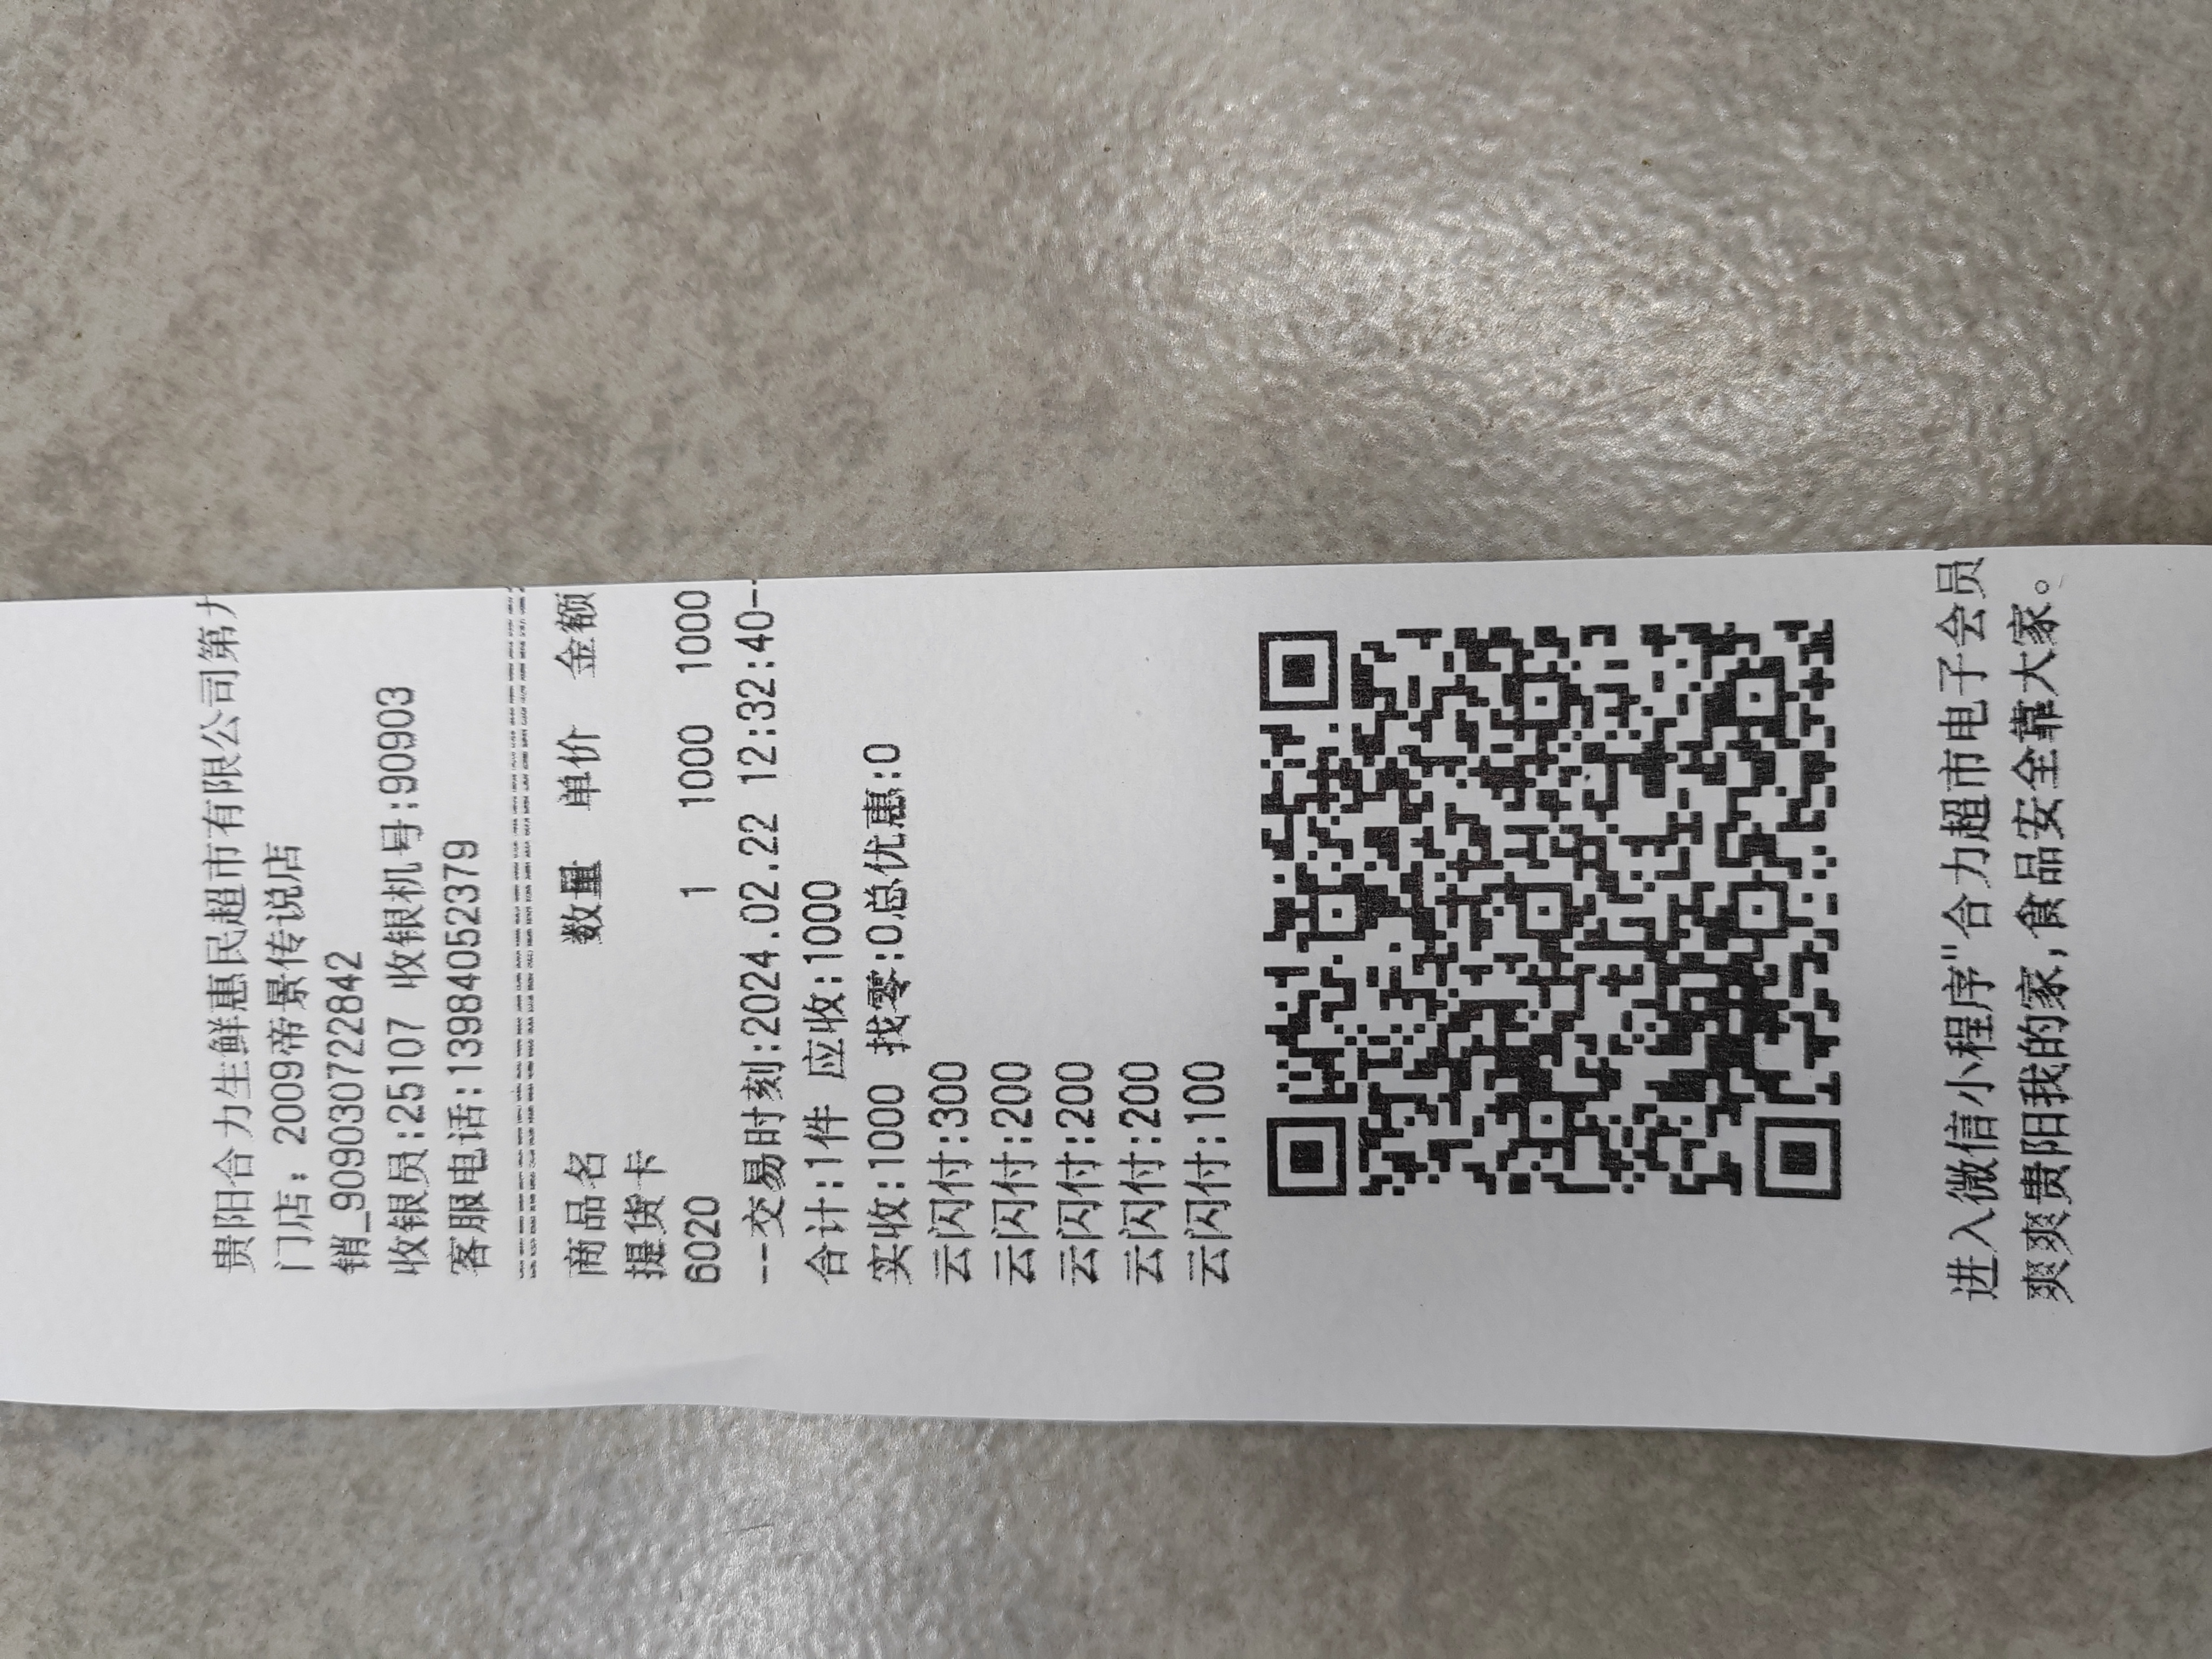 贵阳合力生鲜惠民超市有限公司第
门店：2009帝景传说店
销_9090307722842
收银员:25107 收银机号:90903
客服电话:13984052379
商品名 数量 单价 金额
提货卡
6020 1 1000 1000
--交易时刻:2024.02.22 12:32:40--
合计:1件 应收:1000
实收:1000 找零:0总优惠:0
云闪付:300
云闪付:200
云闪付:200
云闪付:200
云闪付:100
进入微信小程序"合力超市电子会员
爽爽贵阳我的家,食品安全靠大家。